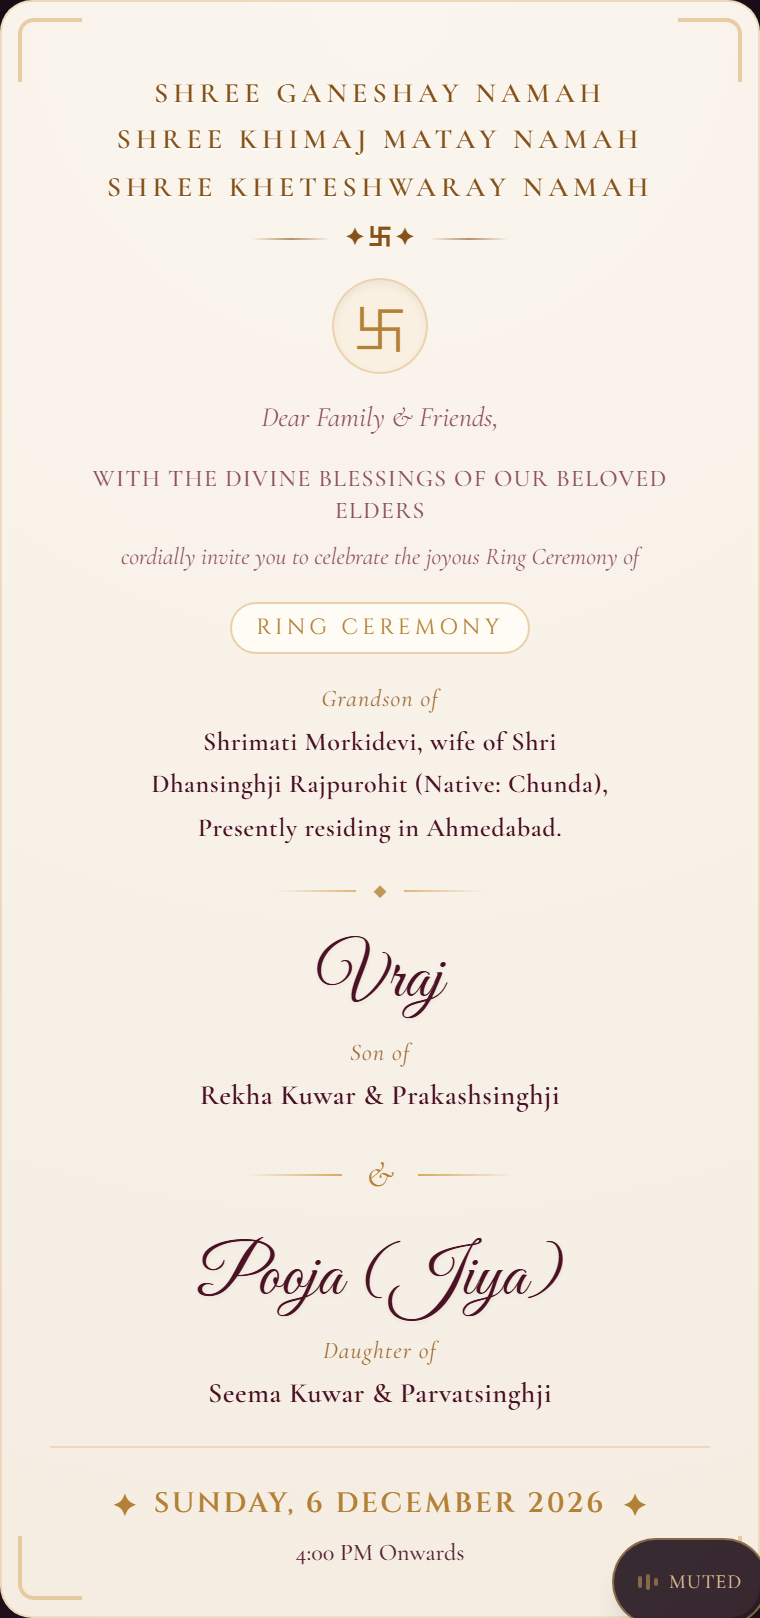 SHREE GANESHAY NAMAH
SHREE KHIMAJ MATAY NAMAH
SHREE KHETESHWARAY NAMAH
✦卐✦
卐
Dear Family & Friends,
WITH THE DIVINE BLESSINGS OF OUR BELOVED
ELDERS
cordially invite you to celebrate the joyous Ring Ceremony of
RING CEREMONY
Grandson of
Shrimati Morkidevi, wife of Shri
Dhansinghji Rajpurohit (Native: Chunda),
Presently residing in Ahmedabad.
Vraj
Son of
Rekha Kuwar & Prakashsinghji
&
Pooja (Jiya)
Daughter of
Seema Kuwar & Parvatsinghji
✦ SUNDAY, 6 DECEMBER 2026 ✦
4:00 PM Onwards
MUTED